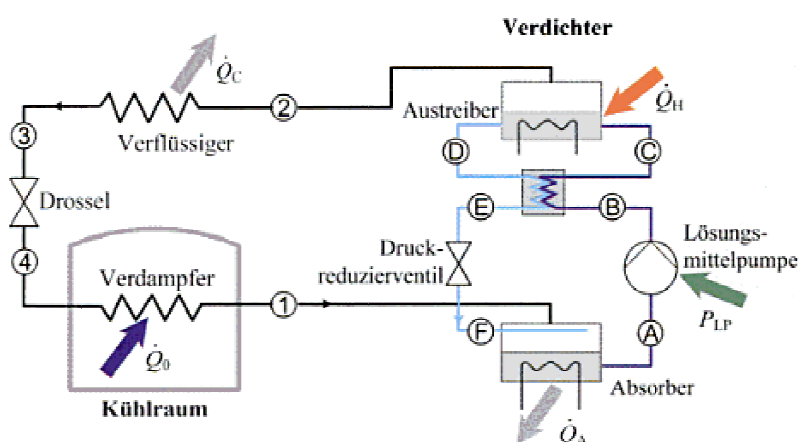 Verdichter
Q̇C
2
Austreiber
Q̇H
3
Verflüssiger
D
C
Drossel
E
B
Druck-
reduzierventil
Lösungs-
mittelpumpe
4
Verdampfer
1
PLP
F
A
Q̇0
Absorber
Kühlraum
Q̇A